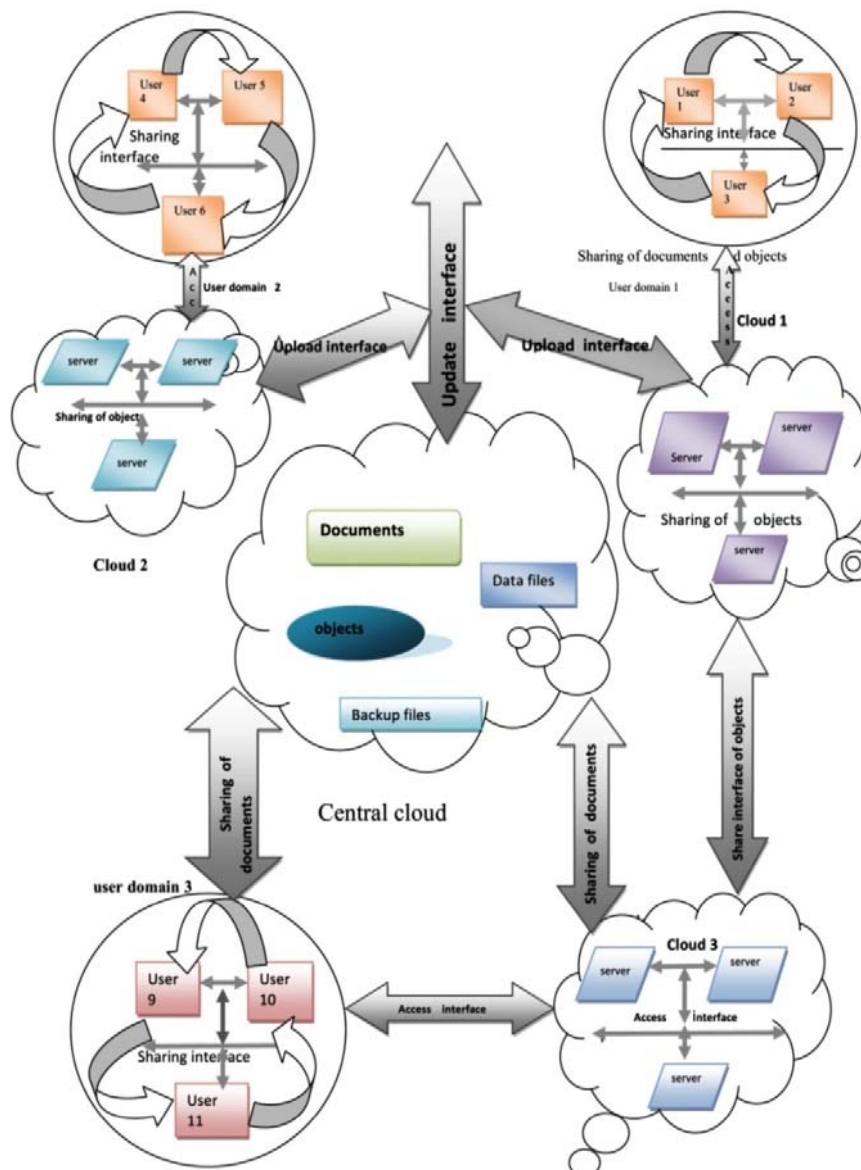 User
4
User 5
Sharing
interface
User 6
A
c
c
User domain 2
User
1
User
2
Sharing interface
User
3
Sharing of documents
d objects
User domain 1
A
c
c
e
s
s
Cloud 1
Update interface
Upload interface
Upload interface
server
server
Sharing of object
server
Cloud 2
Server
server
Sharing of objects
server
Documents
Data files
objects
Backup files
Central cloud
Sharing of
documents
Sharing of documents
Share interface of objects
user domain 3
User
9
User
10
Sharing interface
User
11
Access interface
Cloud 3
server
server
Access interface
server